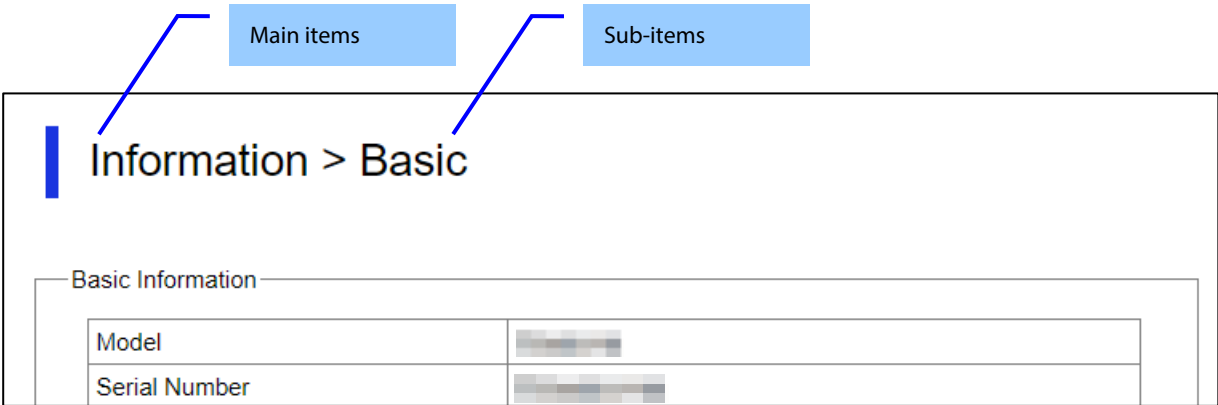 Main items
Sub-items
Information > Basic
Basic Information
Model
Serial Number